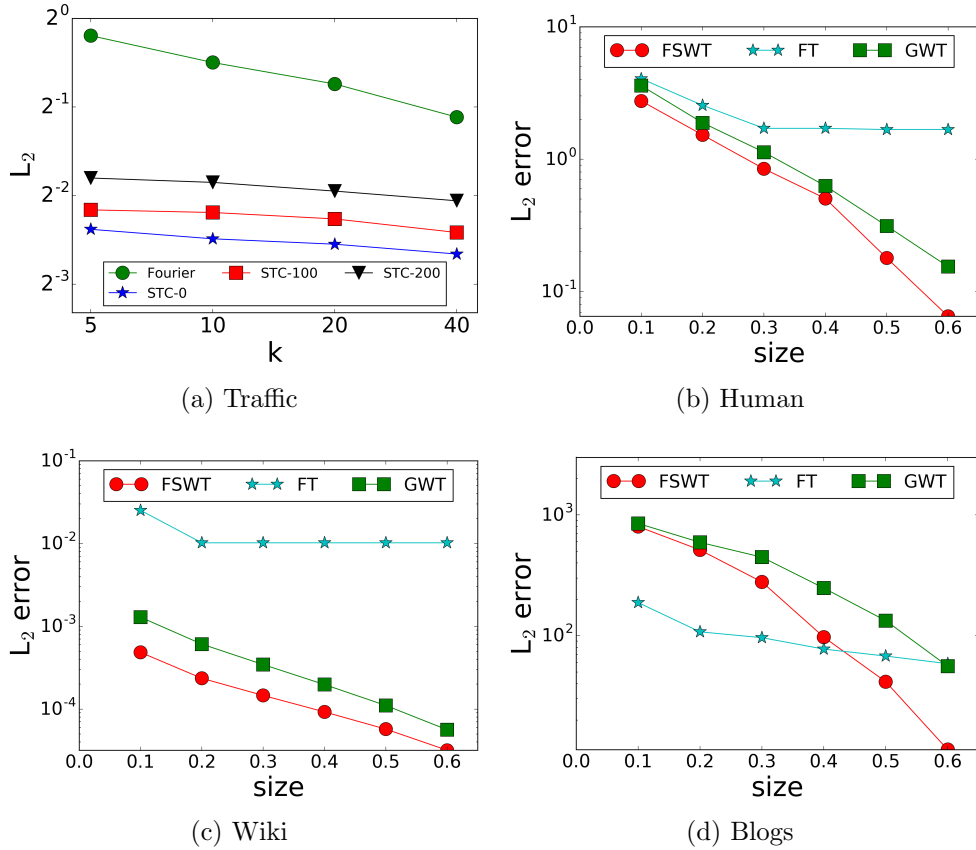 2^0
2^-1
2^-2
2^-3
L_2
Fourier STC-100 STC-200
STC-0
5 10 20 40
k
(a) Traffic
10^1
10^0
10^-1
L_2 error
FSWT FT GWT
0.0 0.1 0.2 0.3 0.4 0.5 0.6
size
(b) Human
10^-1
10^-2
10^-3
10^-4
L_2 error
FSWT FT GWT
0.0 0.1 0.2 0.3 0.4 0.5 0.6
size
(c) Wiki
10^3
10^2
L_2 error
FSWT FT GWT
0.0 0.1 0.2 0.3 0.4 0.5 0.6
size
(d) Blogs